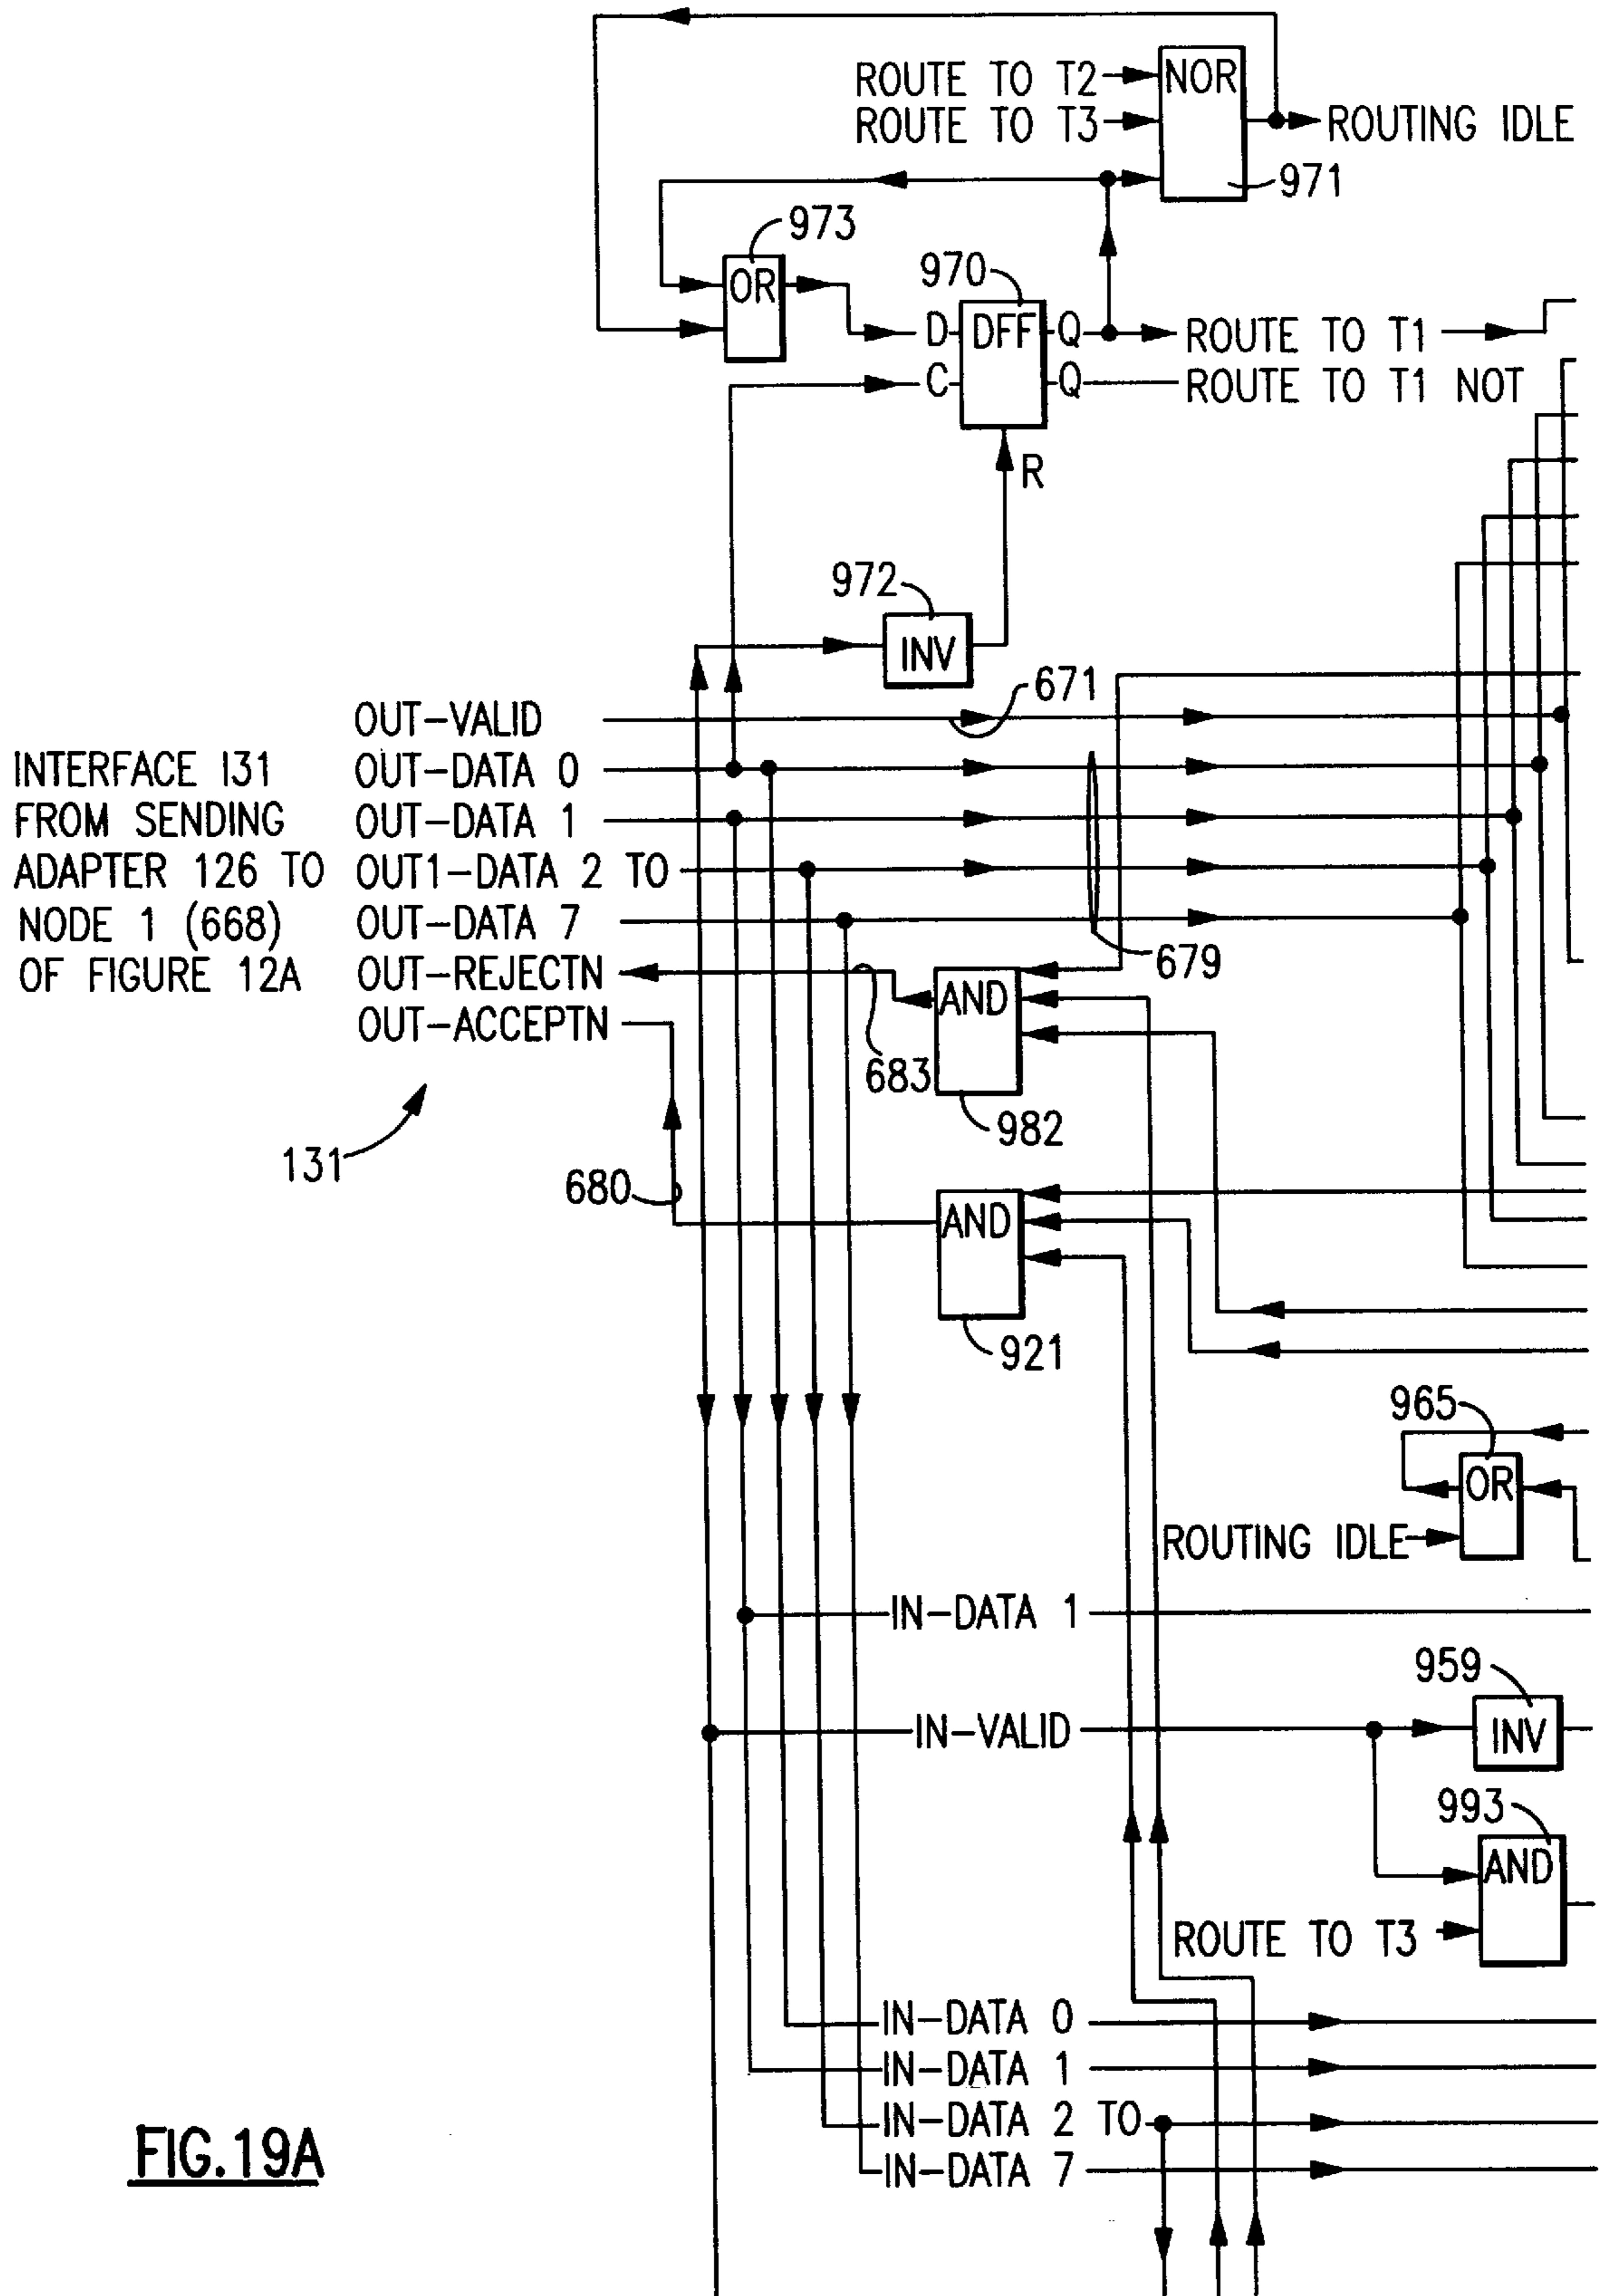 ROUTE TO T2
NOR
ROUTE TO T3
ROUTING IDLE
971
973
OR
970
D
DFF
Q
ROUTE TO T1
C
Q
ROUTE TO T1 NOT
R
972
INV
671
OUT-VALID
INTERFACE I31
FROM SENDING
ADAPTER 126 TO
NODE 1 (668)
OF FIGURE 12A
OUT-DATA 0
OUT-DATA 1
OUT1-DATA 2 TO
OUT-DATA 7
OUT-REJECTN
OUT-ACCEPTN
679
AND
683
982
131
680
AND
921
965
OR
ROUTING IDLE
IN-DATA 1
959
IN-VALID
INV
993
AND
ROUTE TO T3
IN-DATA 0
IN-DATA 1
IN-DATA 2 TO
IN-DATA 7
FIG.19A